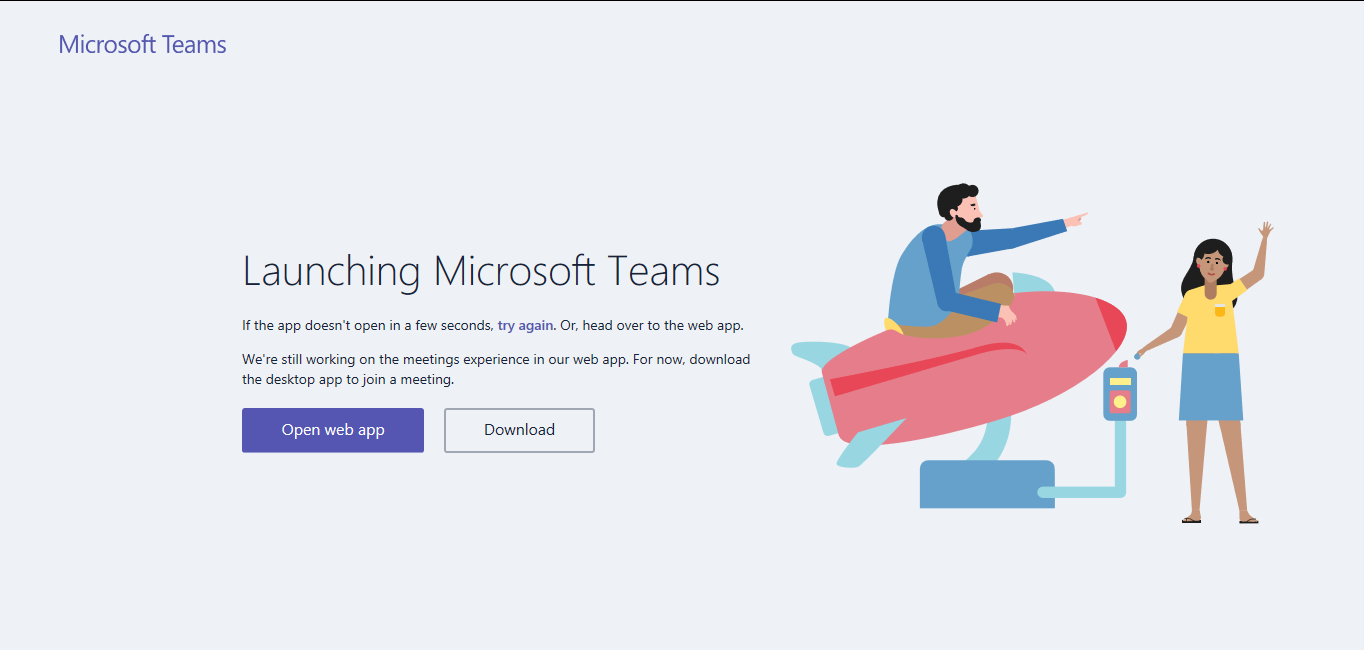 Microsoft Teams
Launching Microsoft Teams
If the app doesn't open in a few seconds, try again. Or, head over to the web app.
We're still working on the meetings experience in our web app. For now, download
the desktop app to join a meeting.
Open web app
Download